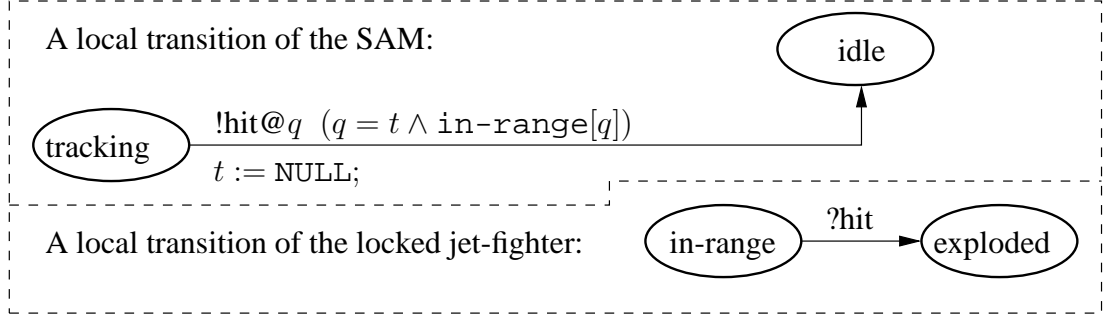 A local transition of the SAM:
idle
!hit@q (q = t ∧ in-range[q])
tracking
t := NULL;
?hit
A local transition of the locked jet-fighter:
in-range
exploded